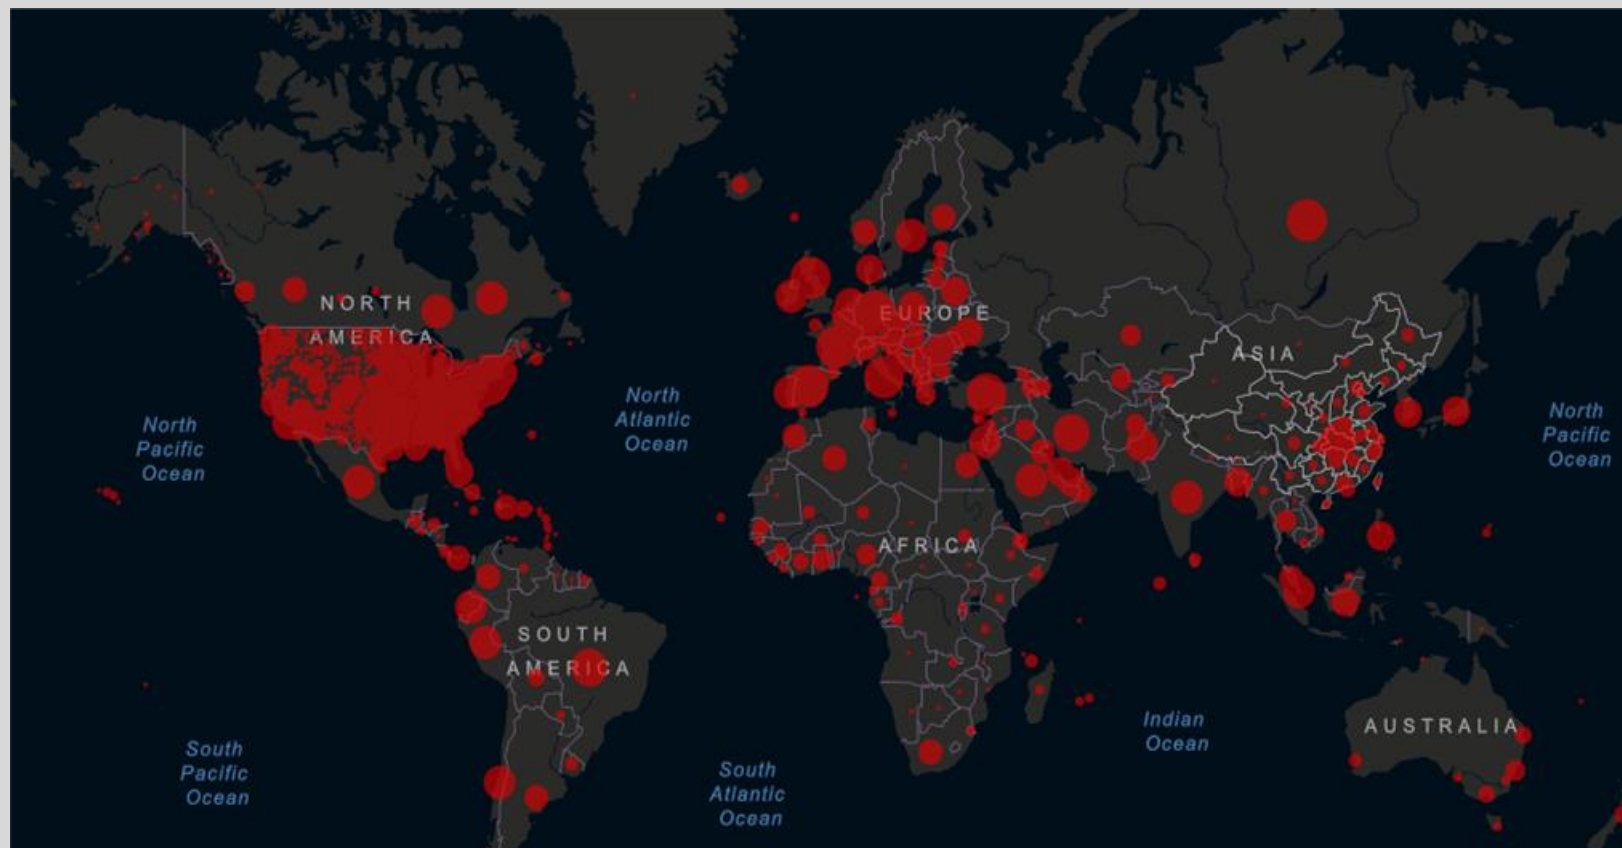 NORTH
AMERICA
EUROPE
ASIA
North
Atlantic
Ocean
North
Pacific
Ocean
North
Pacific
Ocean
AFRICA
SOUTH
AMERICA
Indian
Ocean
AUSTRALIA
South
Pacific
Ocean
South
Atlantic
Ocean